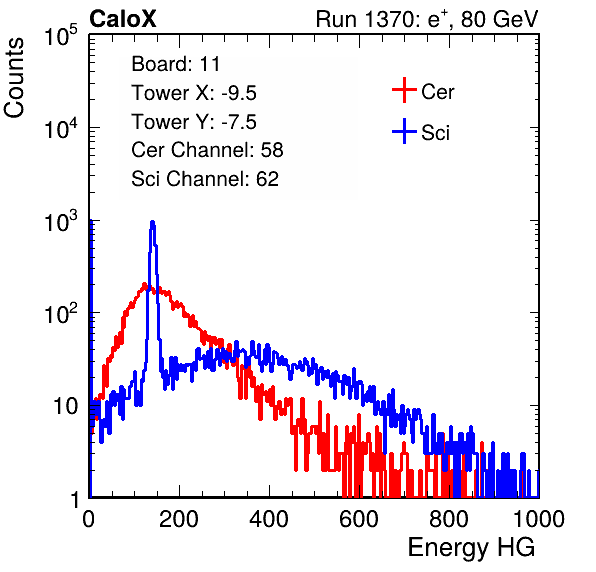 CaloX Run 1370: e⁺, 80 GeV
Counts
10⁵
10⁴
10³
10²
10
1
Board: 11
Tower X: -9.5
Tower Y: -7.5
Cer Channel: 58
Sci Channel: 62
Cer
Sci
0 200 400 600 800 1000
Energy HG